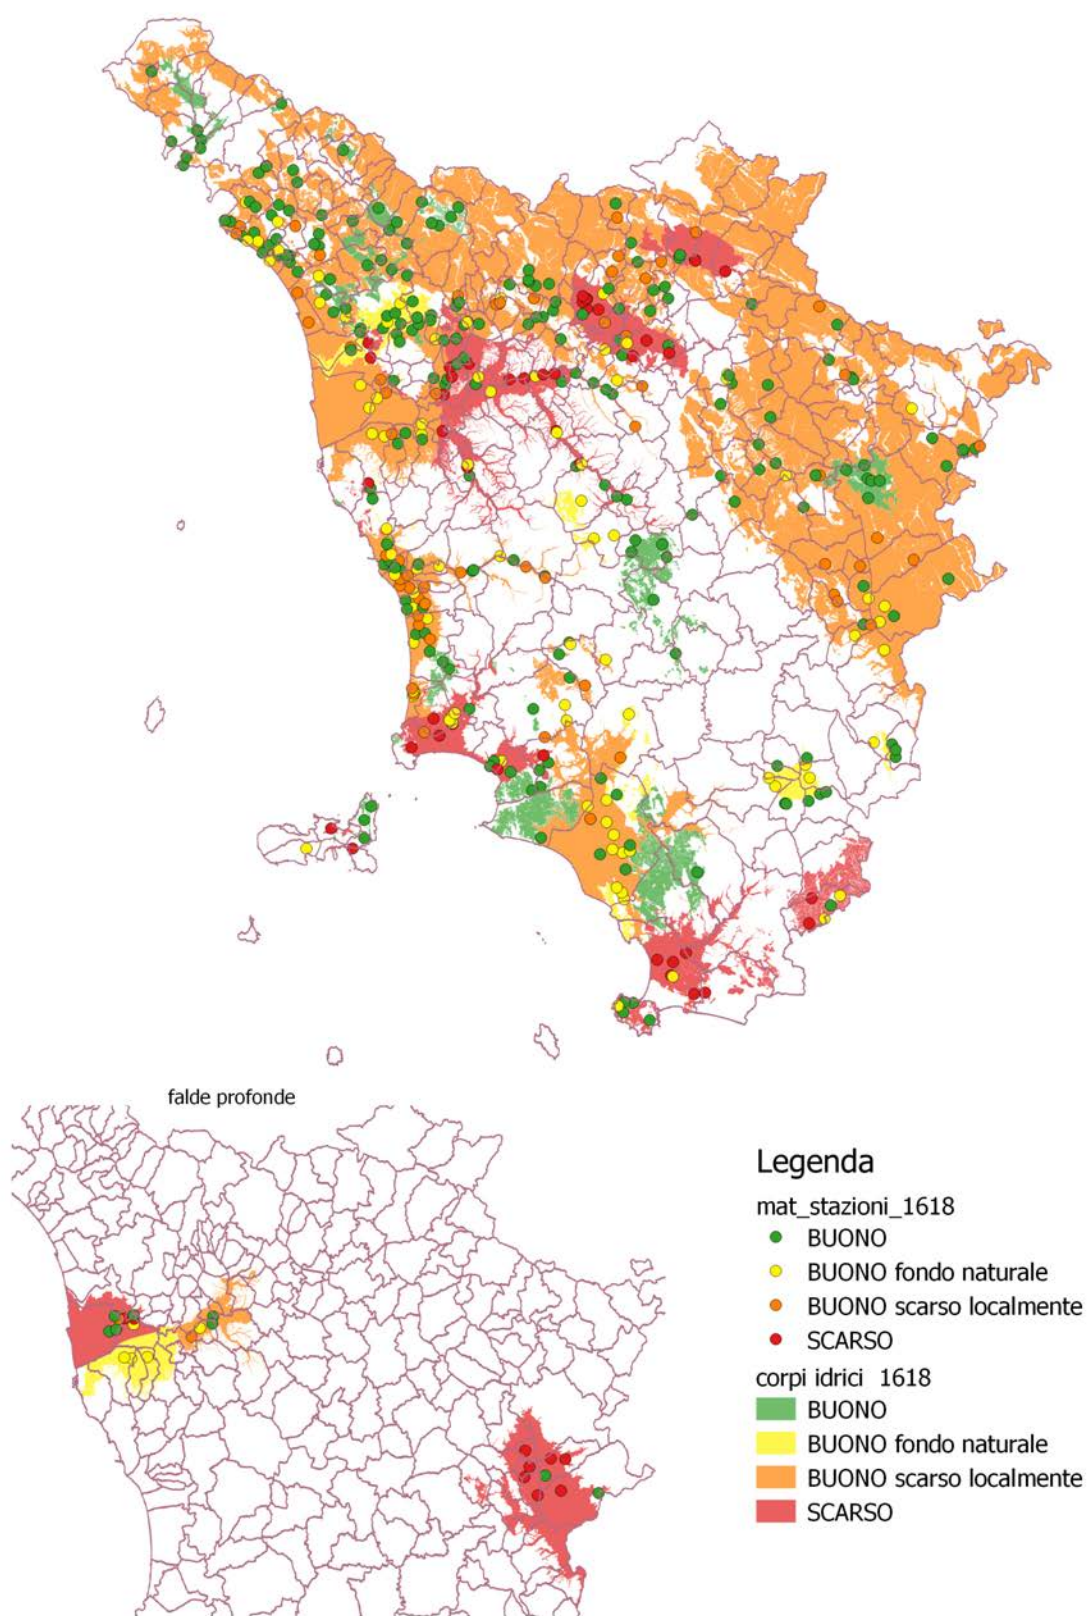 falde profonde
Legenda
mat_stazioni_1618
BUONO
BUONO fondo naturale
BUONO scarso localmente
SCARSO
corpi idrici 1618
BUONO
BUONO fondo naturale
BUONO scarso localmente
SCARSO